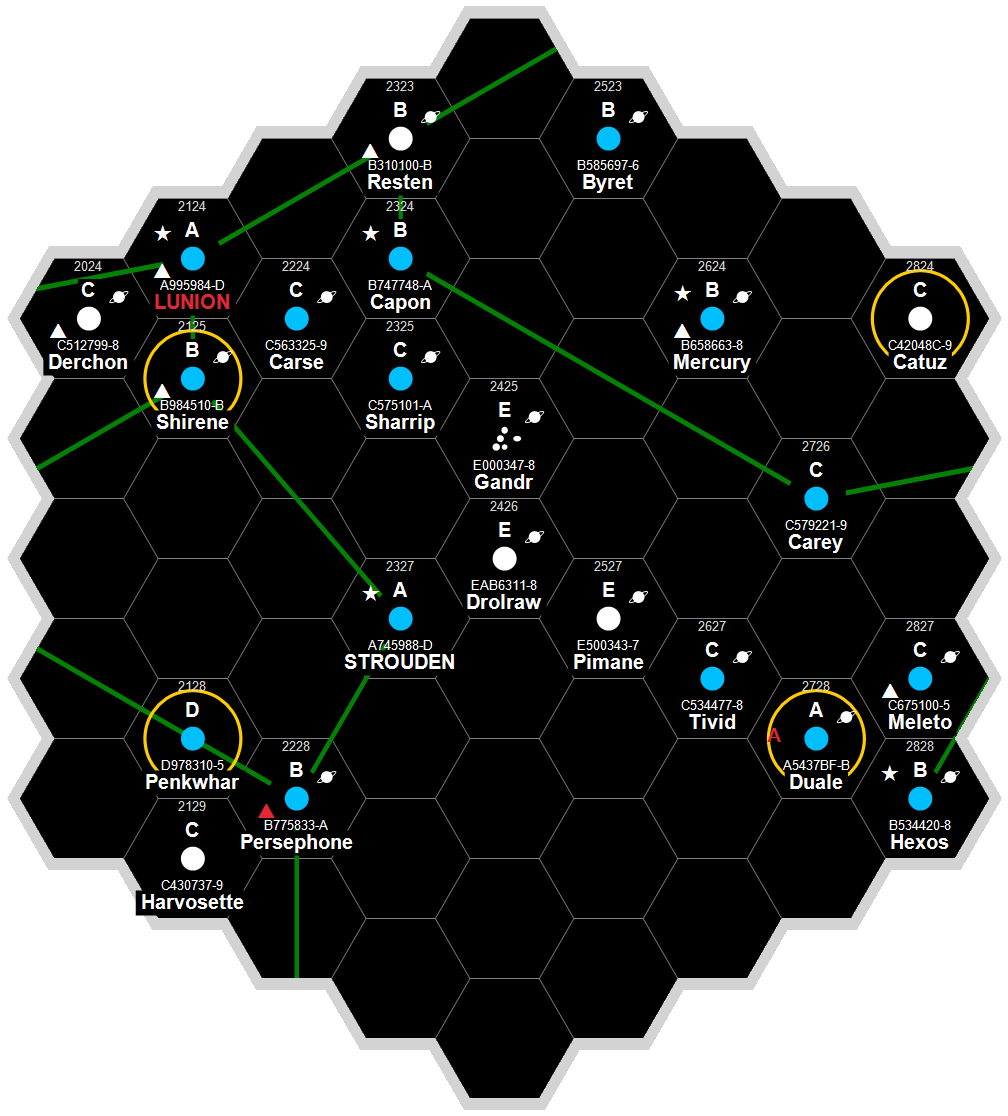 2323
B
B310100-B
Resten
2523
B
B585697-6
Byret
2124
A
A995984-D
LUNION
2324
B
B747748-A
Capon
2024
C
C512799-8
Derchon
2224
C
C563325-9
Carse
2624
B
B658663-8
Mercury
2824
C
C42048C-9
Catuz
2125
B
B984510-B
Shirene
2325
C
C575101-A
Sharrip
2425
E
E000347-8
Gandr
2726
C
C579221-9
Carey
2426
E
EAB6311-8
Drolraw
2327
A
A745988-D
STROUDEN
2527
E
E500343-7
Pimane
2627
C
C534477-8
Tivid
2827
C
C675100-5
Meleto
2128
D
D978310-5
Penkwhar
2728
A
A
A5437BF-B
Duale
2228
B
B775833-A
Persephone
2828
B
B534420-8
Hexos
2129
C
C430737-9
Harvosette